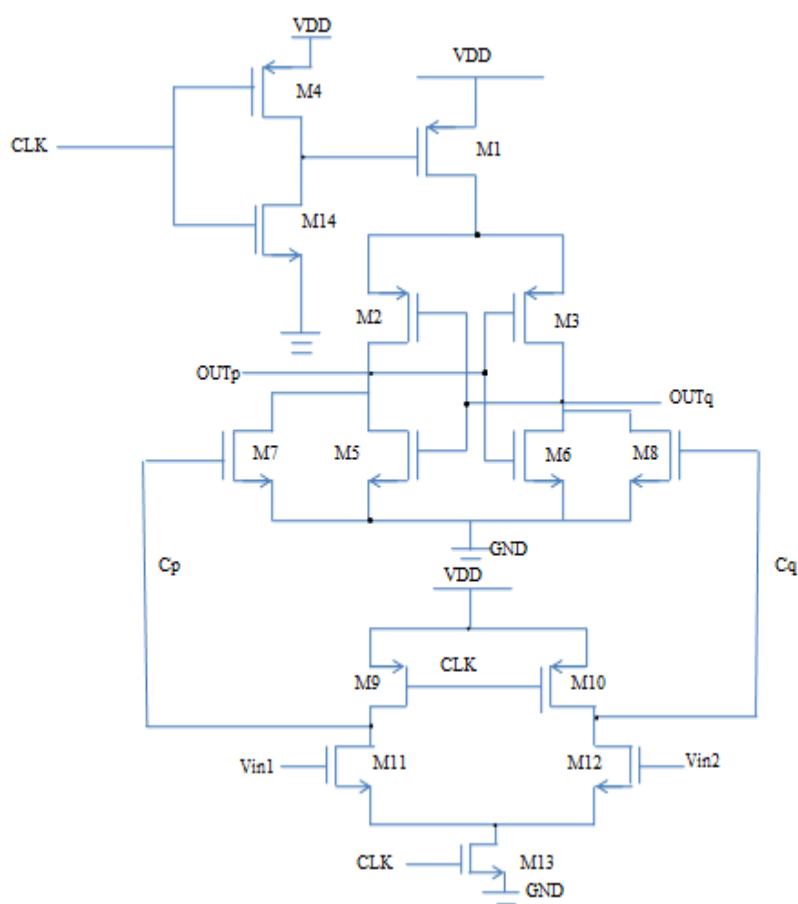 VDD
VDD
M4
CLK
M1
M14
M2
M3
OUTp
OUTq
M7
M5
M6
M8
GND
Cp
Cq
VDD
M9
CLK
M10
Vin1
M11
M12
Vin2
CLK
M13
GND